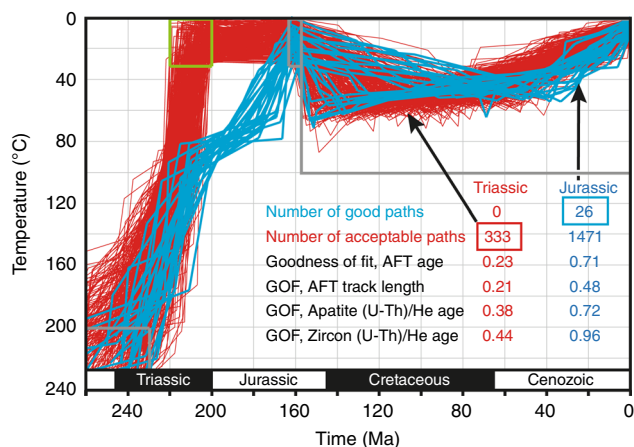 0
40
80
120
160
200
240
Temperature (°C)
Triassic Jurassic
Number of good paths 0 26
Number of acceptable paths 333 1471
Goodness of fit, AFT age 0.23 0.71
GOF, AFT track length 0.21 0.48
GOF, Apatite (U-Th)/He age 0.38 0.72
GOF, Zircon (U-Th)/He age 0.44 0.96
Triassic Jurassic Cretaceous Cenozoic
240 200 160 120 80 40 0
Time (Ma)